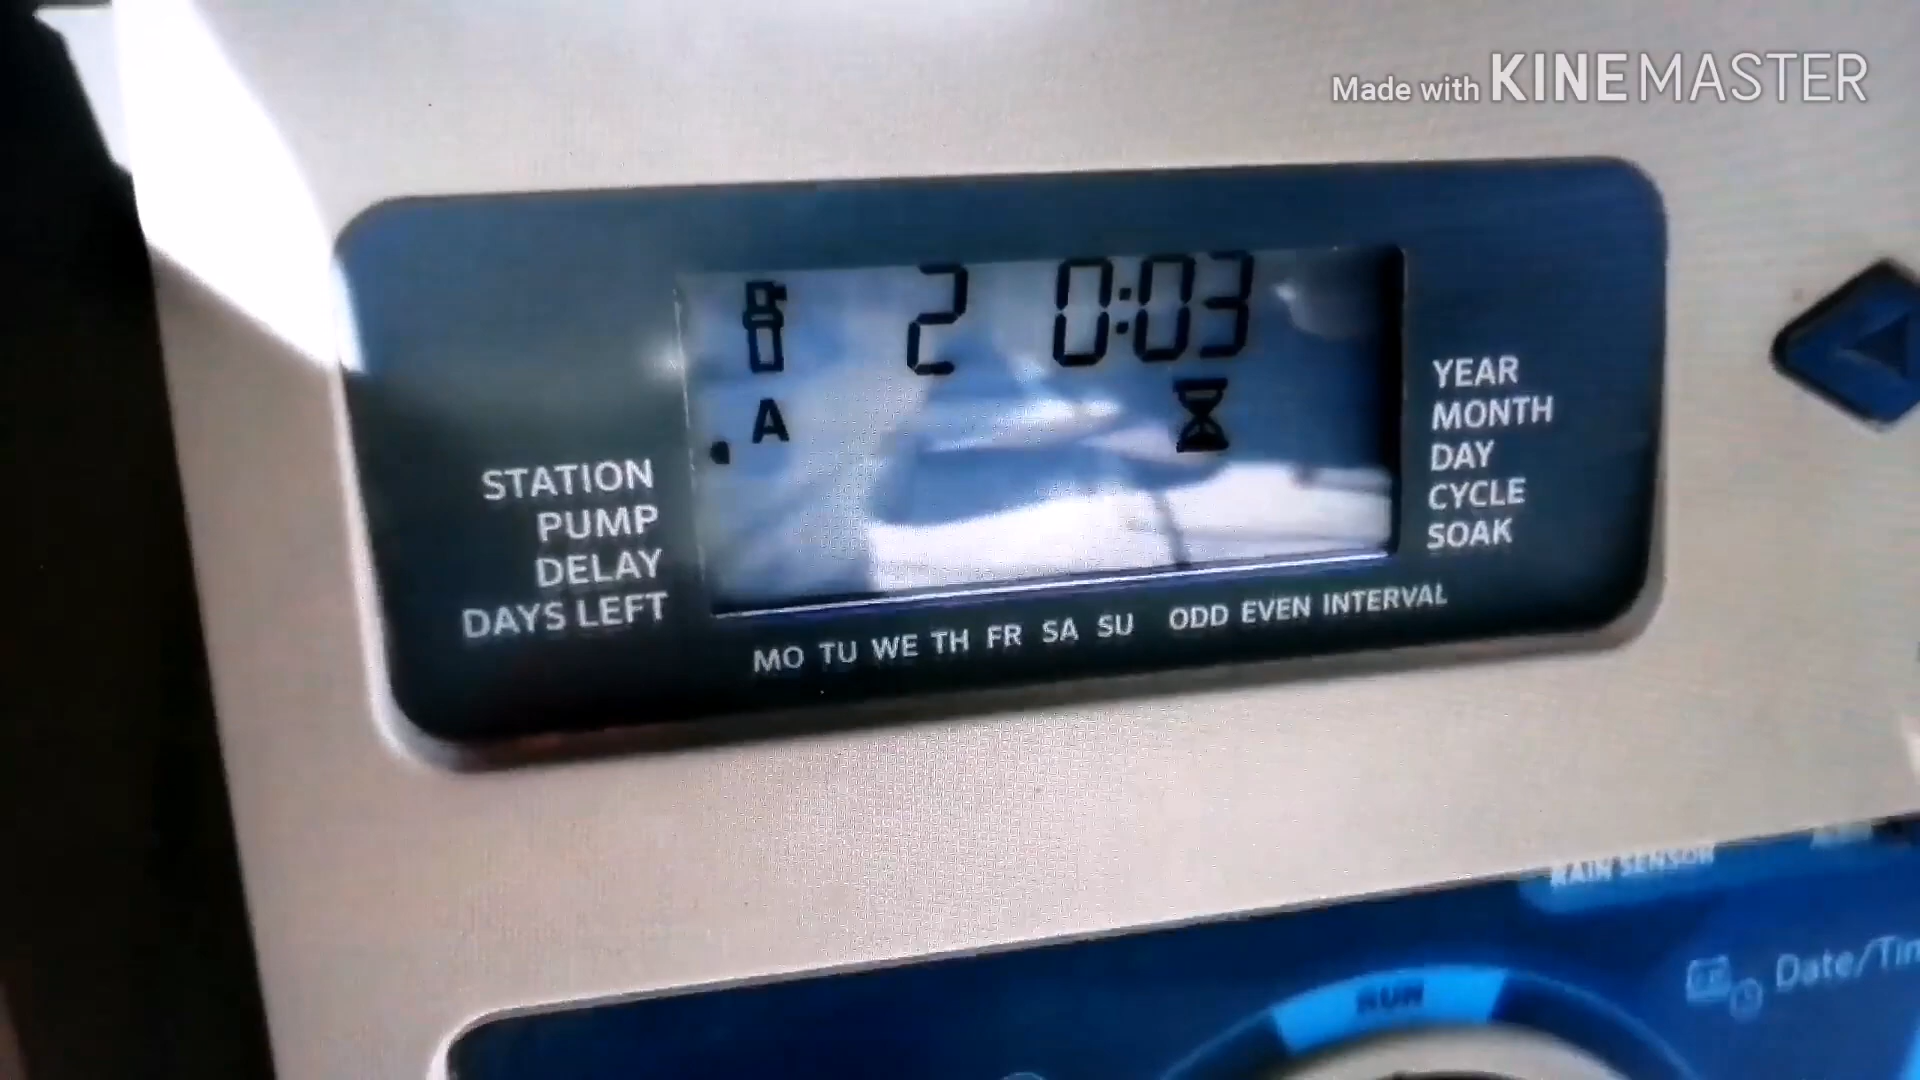 Made with KINEMASTER
2 0:03
A
STATION
PUMP
DELAY
DAYS LEFT
YEAR
MONTH
DAY
CYCLE
SOAK
MO TU WE TH FR SA SU ODD EVEN INTERVAL
RAIN SENSOR
Date/Tim
RUN